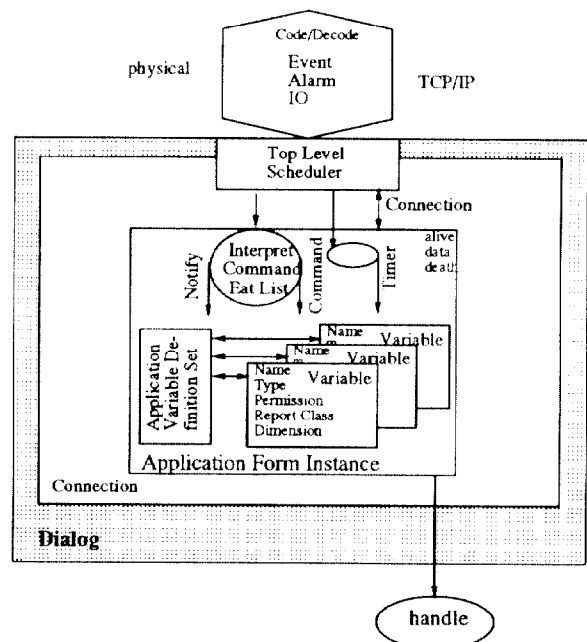 Code/Decode
Event
Alarm
IO
physical
TCP/IP
Top Level
Scheduler
Connection
Interpret
Command
Eat List
Notify
Command
Timer
alive
data
death
Application
Variable De-
finition Set
Name
Variable
Name
Variable
Name
Variable
Type
Permission
Report Class
Dimension
Application Form Instance
Connection
Dialog
handle